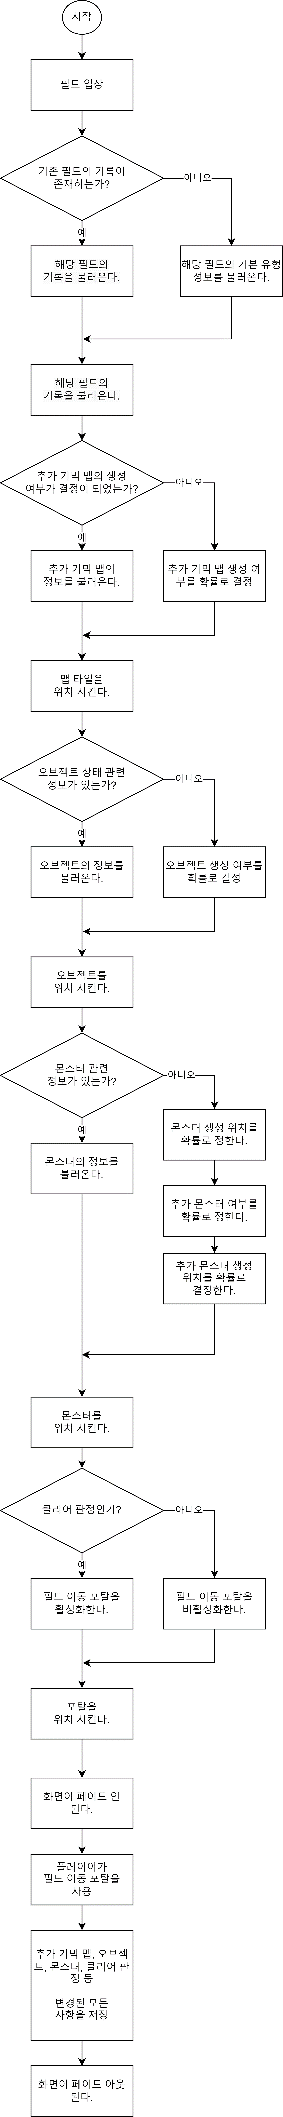 시작
필드 입장
기존 필드의 기록이
존재하는가?
아니오
예
해당 필드의
기록을 불러온다.
해당 필드의 기본 유형
정보를 불러온다.
해당 필드의
기록을 불러온다.
추가 기믹 맵의 생성
여부가 결정이 되었는가?
아니오
예
추가 기믹 맵의
정보를 불러온다.
추가 기믹 맵 생성 여
부를 확률로 결정
맵 타일을
위치 시킨다.
오브젝트 상태 관련
정보가 있는가?
아니오
예
오브젝트의 정보를
불러온다.
오브젝트 생성 여부를
확률로 결정
오브젝트를
위치 시킨다.
몬스터 관련
정보가 있는가?
아니오
예
몬스터의 정보를
불러온다.
몬스터 생성 위치를
확률로 정한다.
추가 몬스터 여부를
확률로 정한다.
추가 몬스터 생성
위치를 확률로
결정한다.
몬스터를
위치 시킨다.
클리어 판정인가?
아니오
예
필드 이동 포탈을
활성화한다.
필드 이동 포탈을
비활성화한다.
포탈을
위치 시킨다.
화면이 페이드 인
된다.
플레이어가
필드 이동 포탈을
사용
추가 기믹 맵, 오브젝
트, 몬스터, 클리어 판
정 등
변경된 모든
사항을 저장
화면이 페이드 아웃
된다.